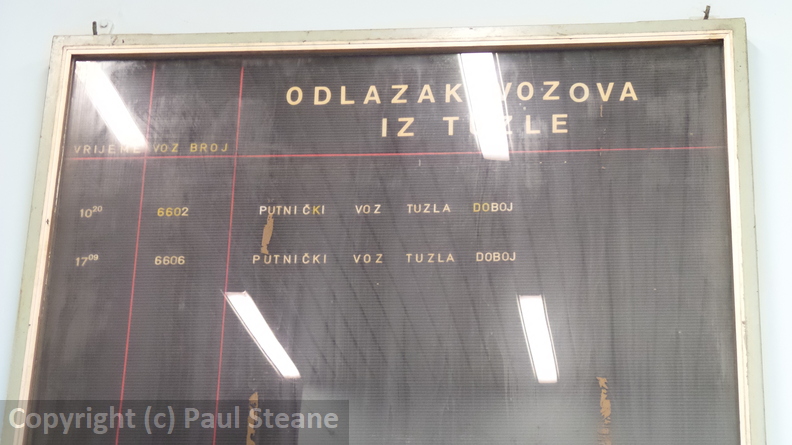 ODLAZAK VOZOVA
IZ TUZLE
VRIJEME VOZ BROJ
10²⁰ 6602 PUTNIČKI VOZ TUZLA DOBOJ
17⁰⁹ 6606 PUTNIČKI VOZ TUZLA DOBOJ
Copyright (c) Paul Steane